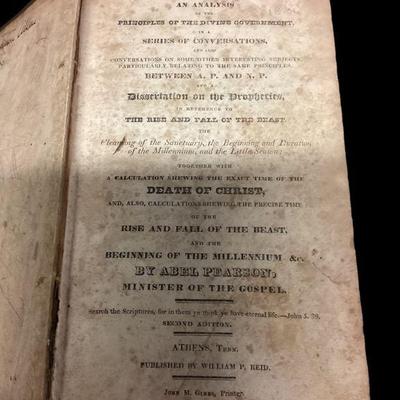 AN ANALYSIS
OF THE
PRINCIPLES OF THE DIVINE GOVERNMENT,
IN A
SERIES OF CONVERSATIONS,
AND ALSO
CONVERSATIONS ON SOME OTHER INTERESTING SUBJECTS,
PARTICULARLY RELATING TO THE SAME PRINCIPLES,
BETWEEN A. P. AND N. P.
AND A
Dissertation on the Prophecies,
IN REFERENCE TO
THE RISE AND FALL OF THE BEAST.
THE
Cleansing of the Sanctuary, the Beginning and Duration
of the Millennium, and the Little Season:
TOGETHER WITH
A CALCULATION SHEWING THE EXACT TIME OF THE
DEATH OF CHRIST,
AND, ALSO, CALCULATIONS SHEWING THE PRECISE TIME
OF THE
RISE AND FALL OF THE BEAST,
AND THE
BEGINNING OF THE MILLENNIUM &c.
BY ABEL PEARSON,
MINISTER OF THE GOSPEL.
Search the Scriptures, for in them ye think ye have eternal life.—John 5. 39.
SECOND EDITION.
ATHENS, Tenn.
PUBLISHED BY WILLIAM P. REID.
John M. Gibbs, Printer.